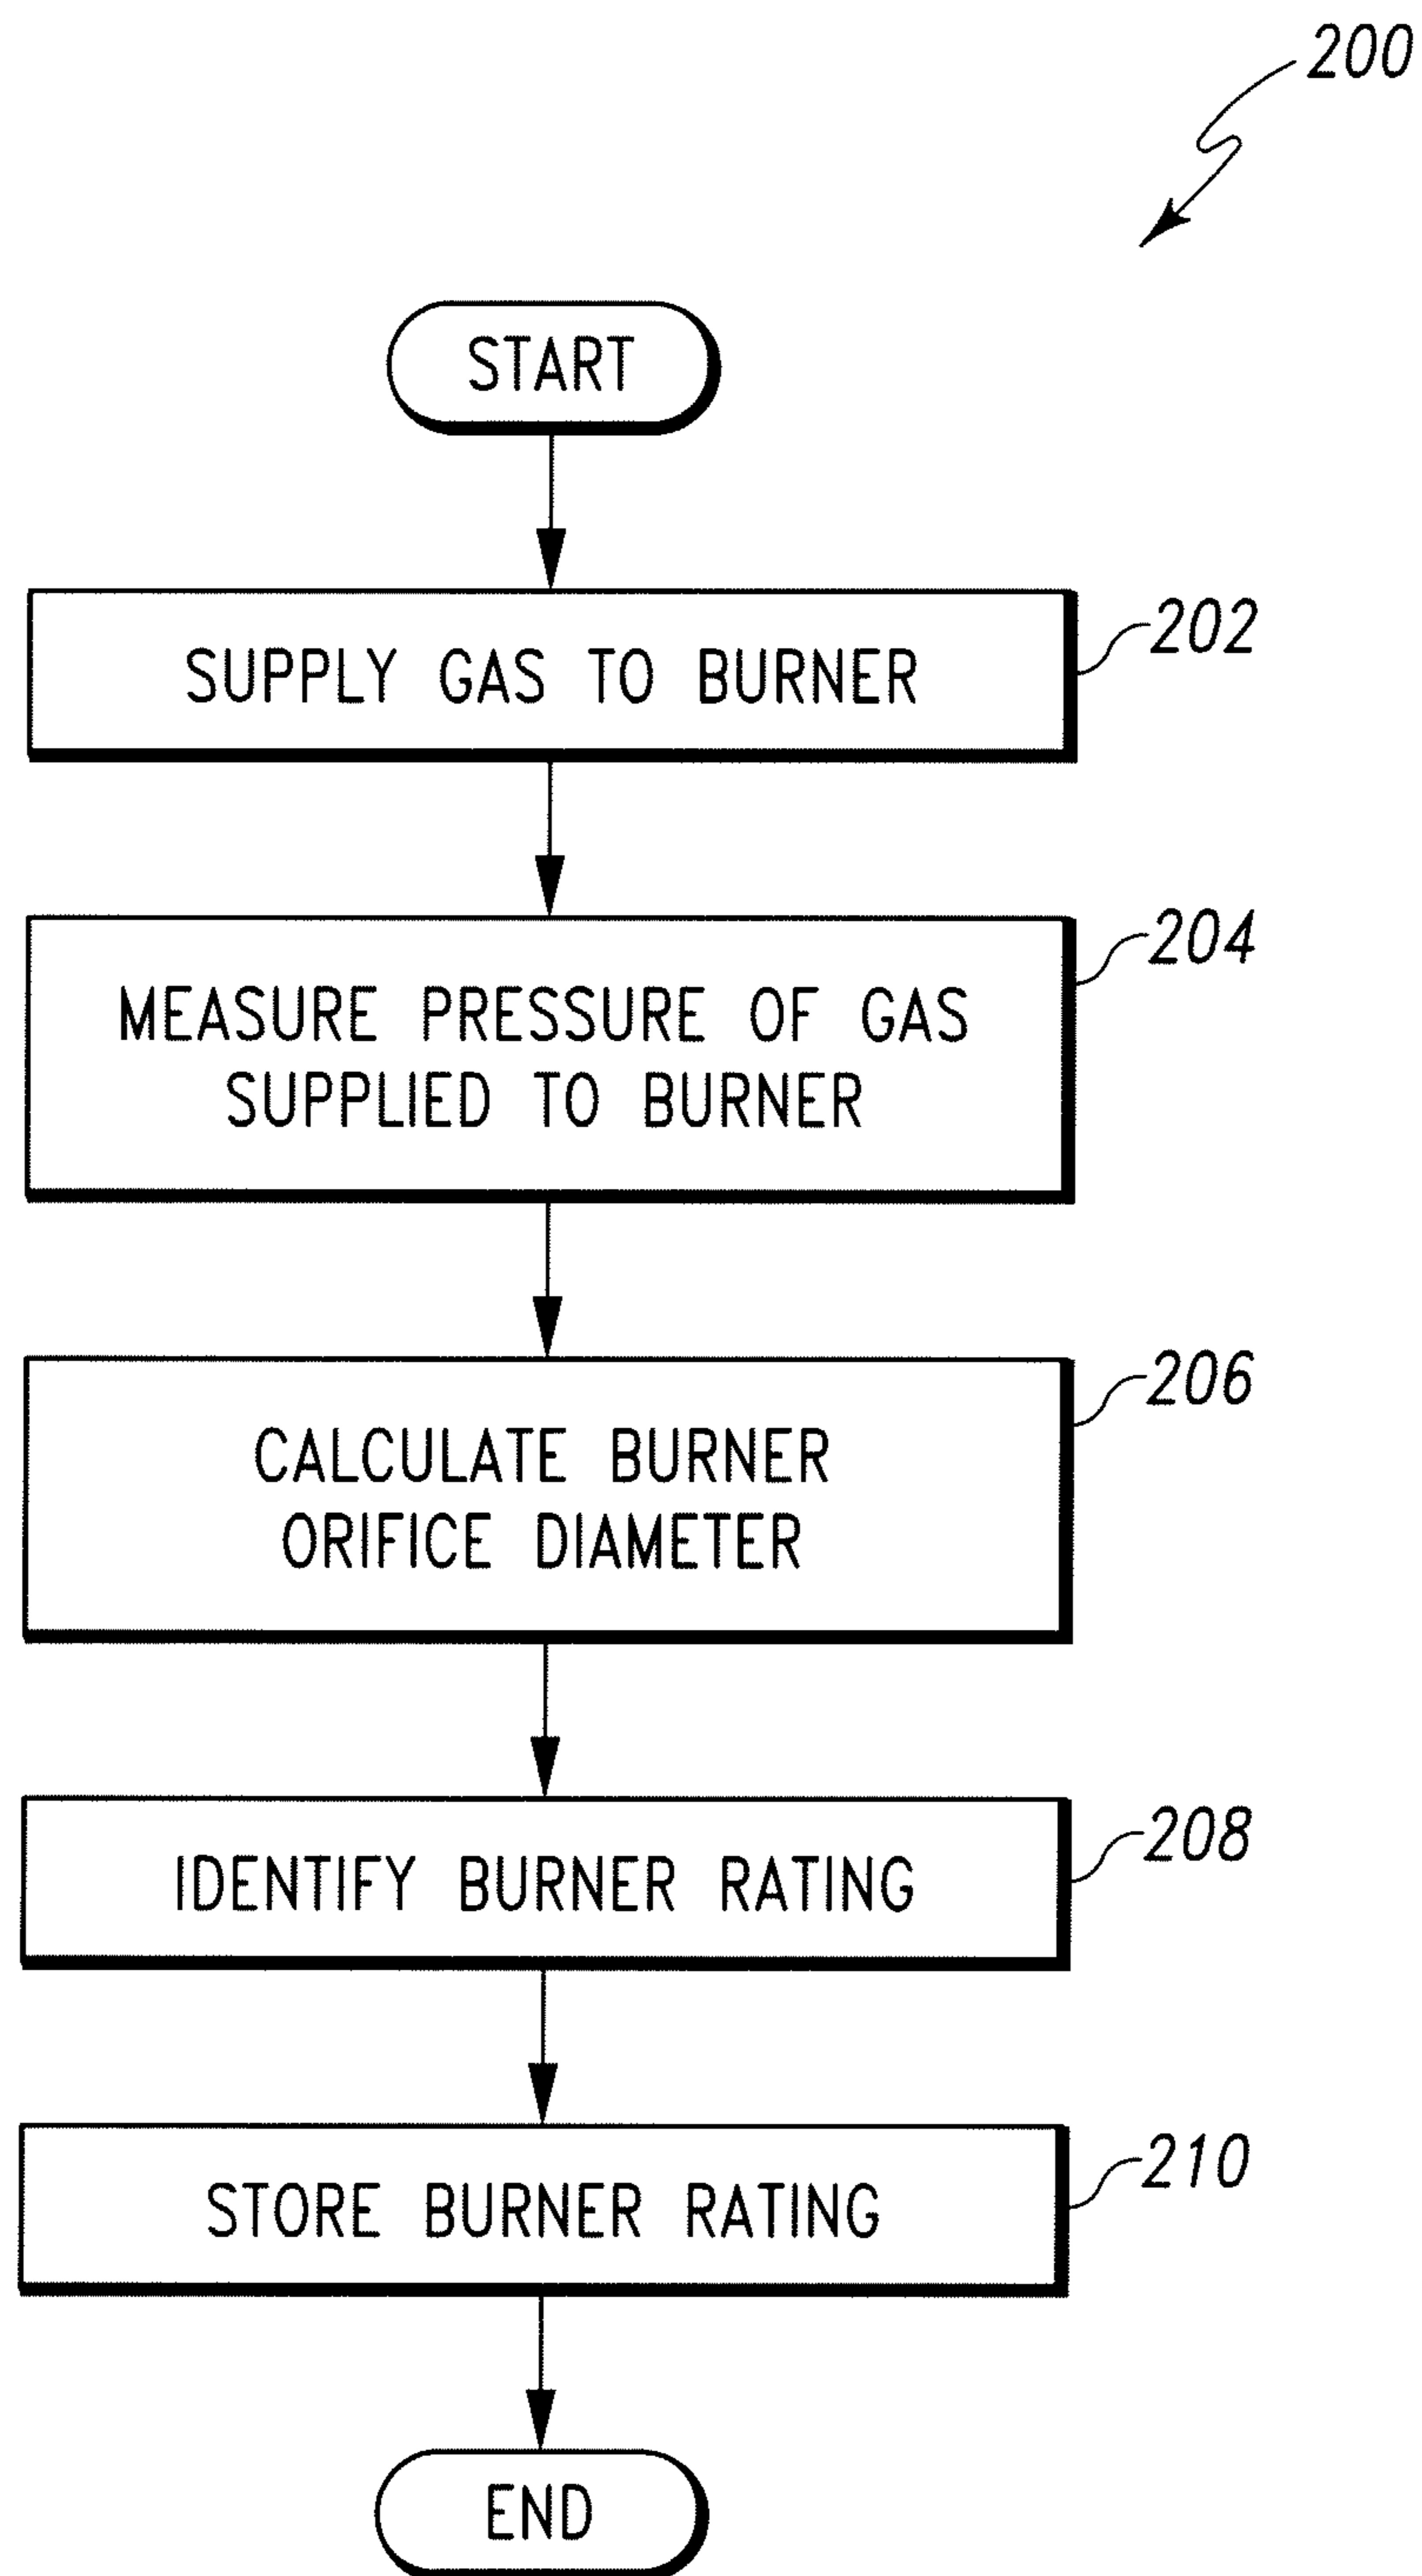 200
START
SUPPLY GAS TO BURNER
202
MEASURE PRESSURE OF GAS
SUPPLIED TO BURNER
204
CALCULATE BURNER
ORIFICE DIAMETER
206
IDENTIFY BURNER RATING
208
STORE BURNER RATING
210
END